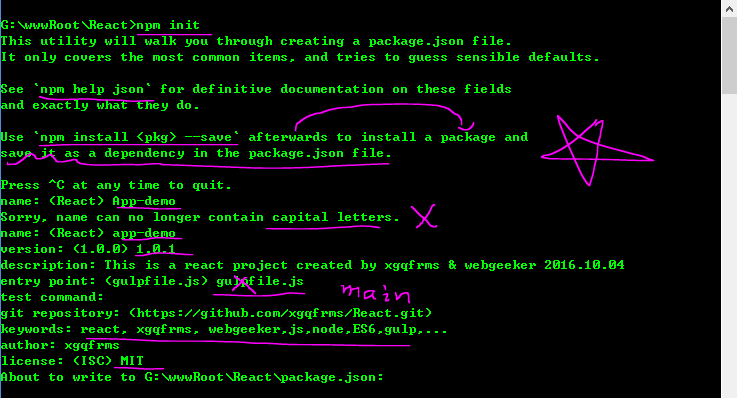 G:\wwwRoot\React>npm init
This utility will walk you through creating a package.json file.
It only covers the most common items, and tries to guess sensible defaults.
See `npm help json` for definitive documentation on these fields
and exactly what they do.
Use `npm install <pkg> --save` afterwards to install a package and
save it as a dependency in the package.json file.
Press ^C at any time to quit.
name: (React) App-demo
Sorry, name can no longer contain capital letters.
name: (React) app-demo
version: (1.0.0) 1.0.1
description: This is a react project created by xgqfrms & webgeeker 2016.10.04
entry point: (gulpfile.js) gulpfile.js
main
test command:
git repository: (https://github.com/xgqfrms/React.git)
keywords: react, xgqfrms, webgeeker,js,node,ES6,gulp,...
author: xgqfrms
license: (ISC) MIT
About to write to G:\wwwRoot\React\package.json: